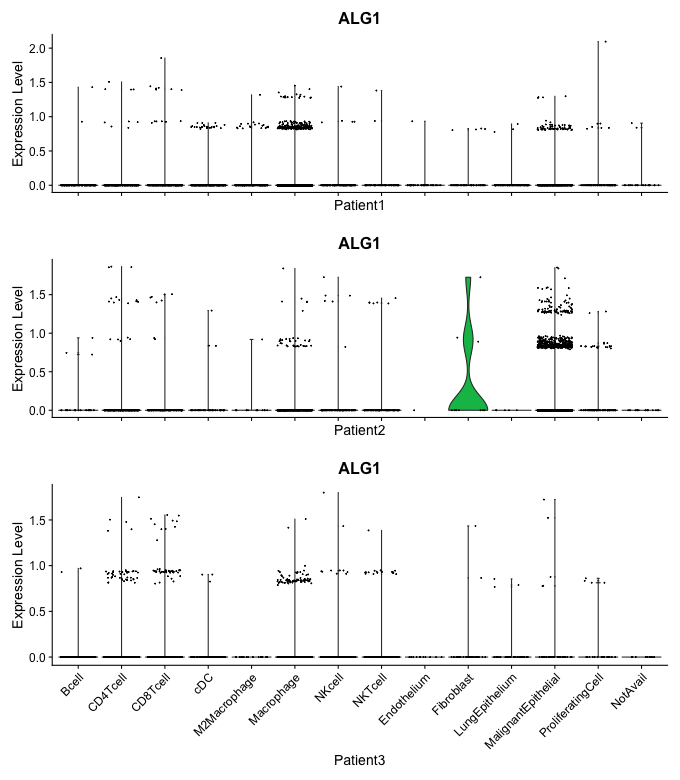 ALG1
Expression Level
2.0
1.5
1.0
0.5
0.0
Patient1
ALG1
Expression Level
1.5
1.0
0.5
0.0
Patient2
ALG1
Expression Level
1.5
1.0
0.5
0.0
Bcell
CD4Tcell
CD8Tcell
cDC
M2Macrophage
Macrophage
NKcell
NKTcell
Endothelium
Fibroblast
LungEpithelium
MalignantEpithelial
ProliferatingCell
NotAvail
Patient3